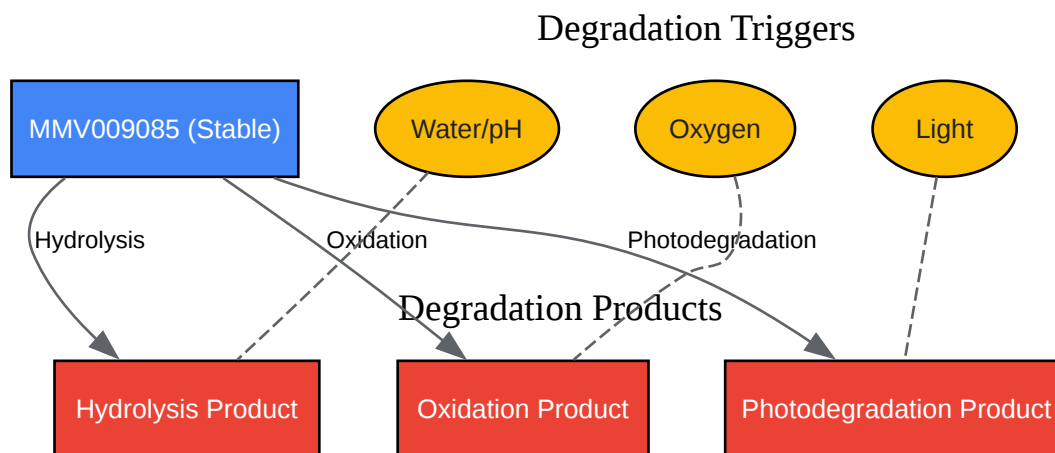 Degradation Triggers
MMV009085 (Stable)
Water/pH
Oxygen
Light
Hydrolysis
Oxidation
Photodegradation
Degradation Products
Hydrolysis Product
Oxidation Product
Photodegradation Product